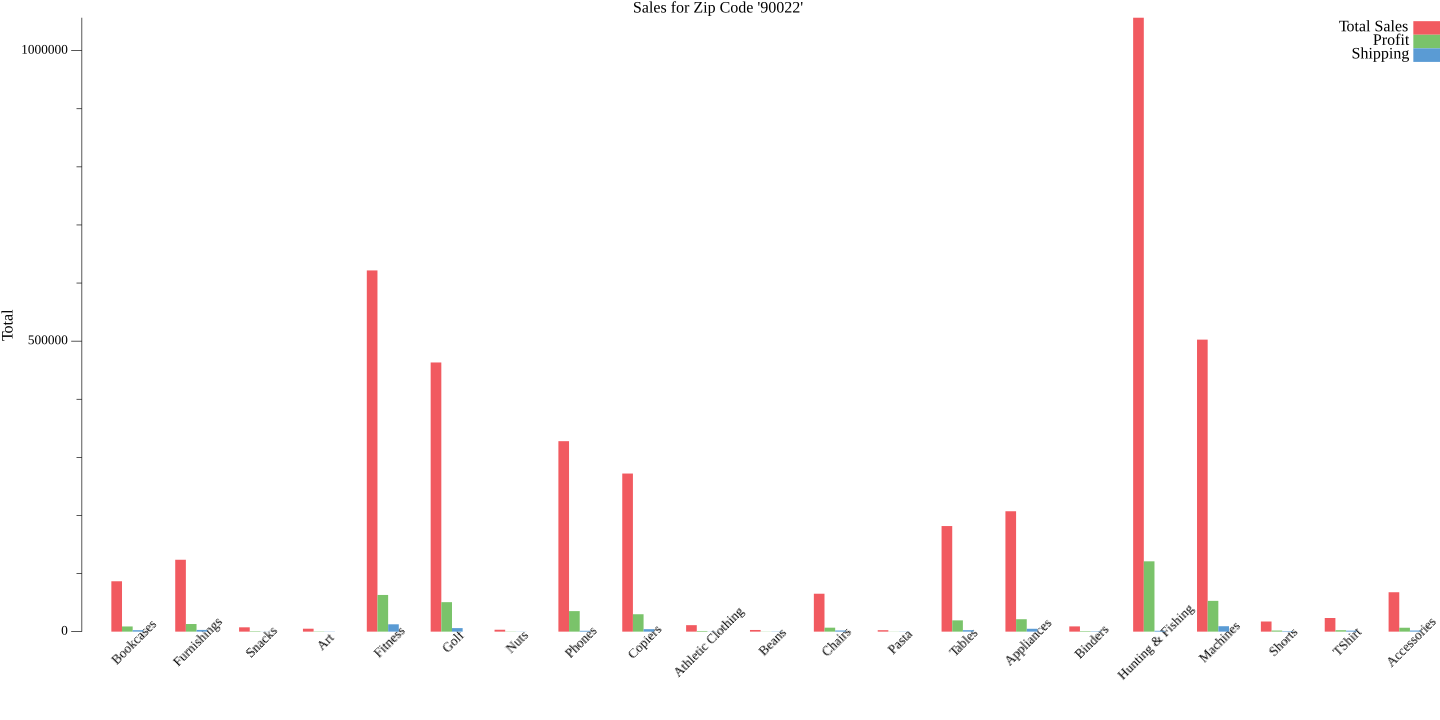 Sales for Zip Code '90022'
Total Sales
Profit
Shipping
Total
1000000
500000
0
Bookcases
Furnishings
Snacks
Art
Fitness
Golf
Nuts
Phones
Copiers
Athletic Clothing
Beans
Chairs
Pasta
Tables
Appliances
Binders
Hunting & Fishing
Machines
Shorts
TShirt
Accessories